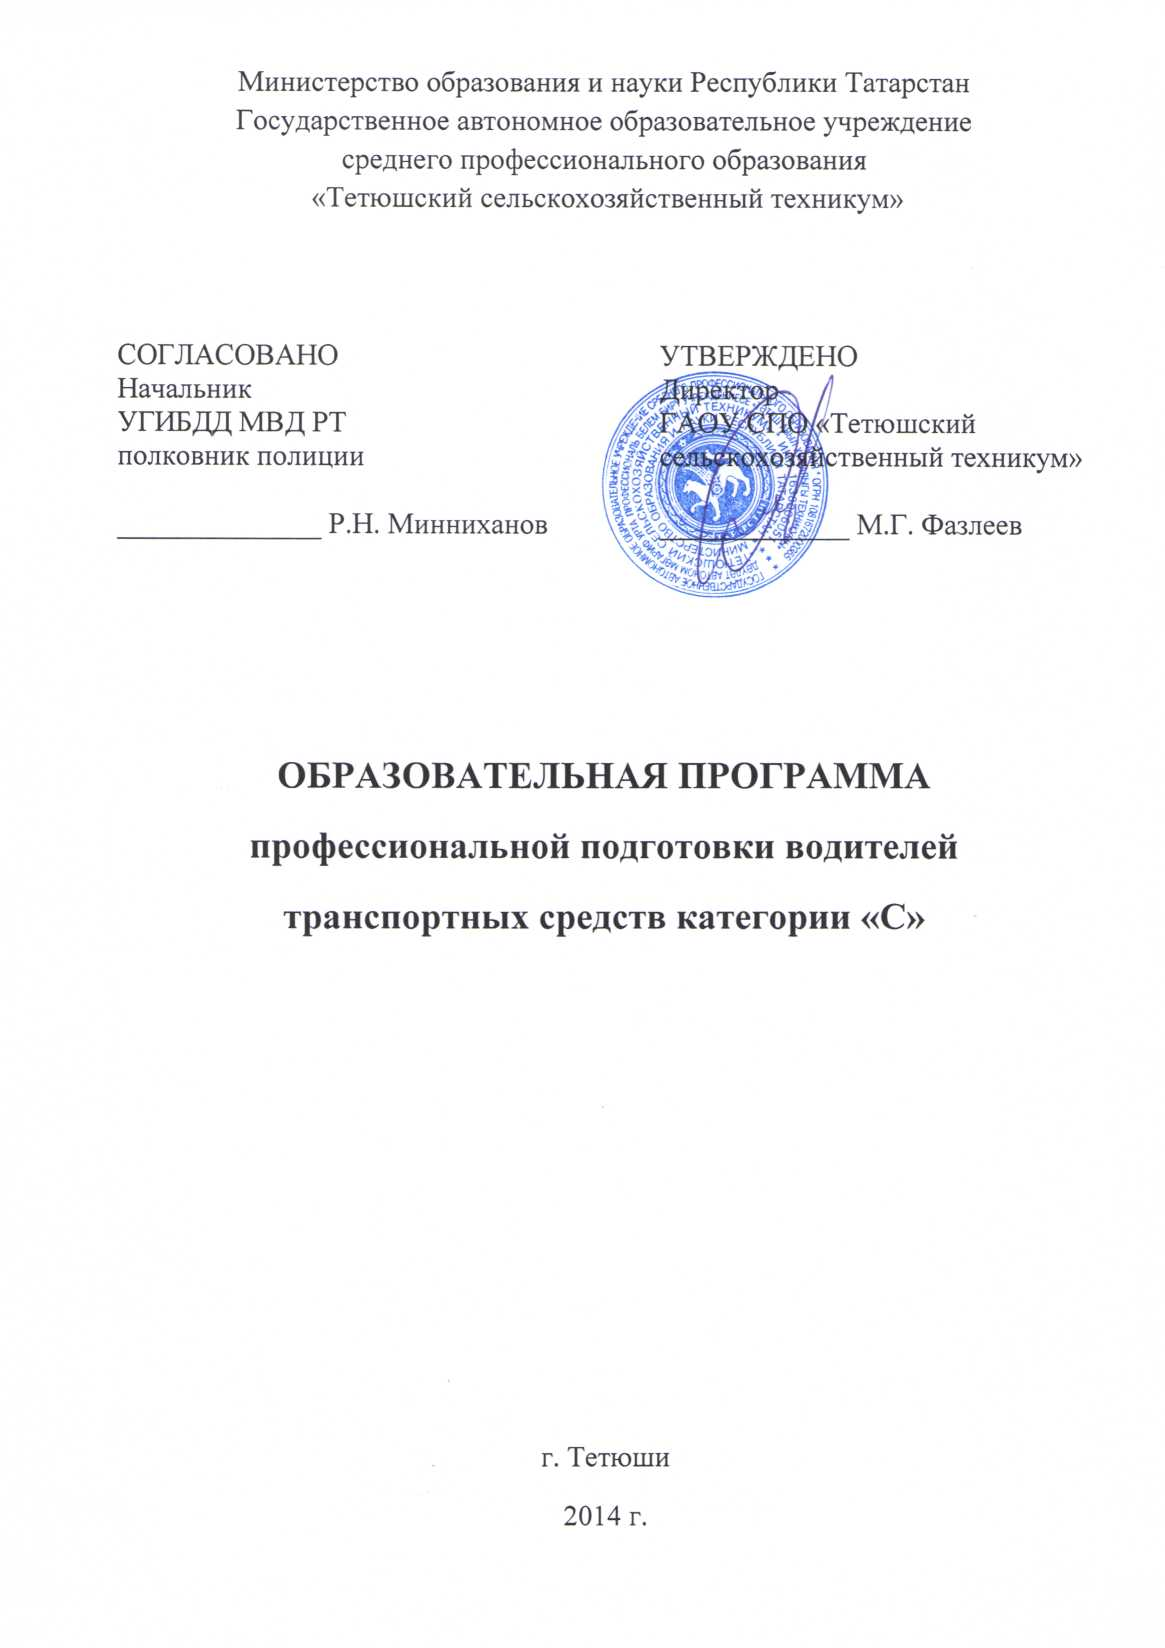 Министерство образования и науки Республики Татарстан
Государственное автономное образовательное учреждение
среднего профессионального образования
«Тетюшский сельскохозяйственный техникум»
СОГЛАСОВАНО
Начальник
УГИБДД МВД РТ
полковник полиции
______________ Р.Н. Минниханов
УТВЕРЖДЕНО
Директор
ГАОУ СПО «Тетюшский
сельскохозяйственный техникум»
_____________ М.Г. Фазлеев
ОБРАЗОВАТЕЛЬНАЯ ПРОГРАММА
профессиональной подготовки водителей
транспортных средств категории «С»
г. Тетюши
2014 г.